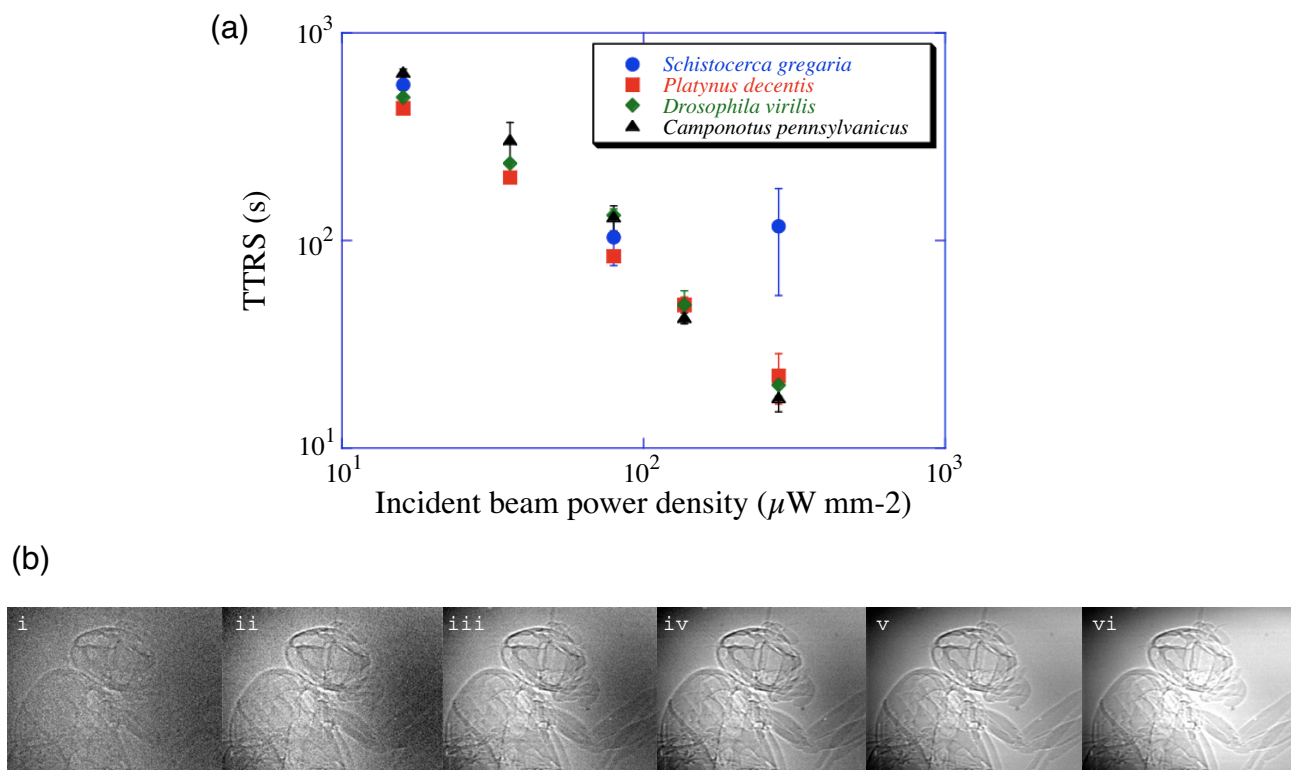 (a)
10³
Schistocerca gregaria
Platynus decentis
Drosophila virilis
Camponotus pennsylvanicus
TTRS (s)
10²
10¹
10¹ 10² 10³
Incident beam power density (µW mm-2)
(b)
i ii iii iv v vi